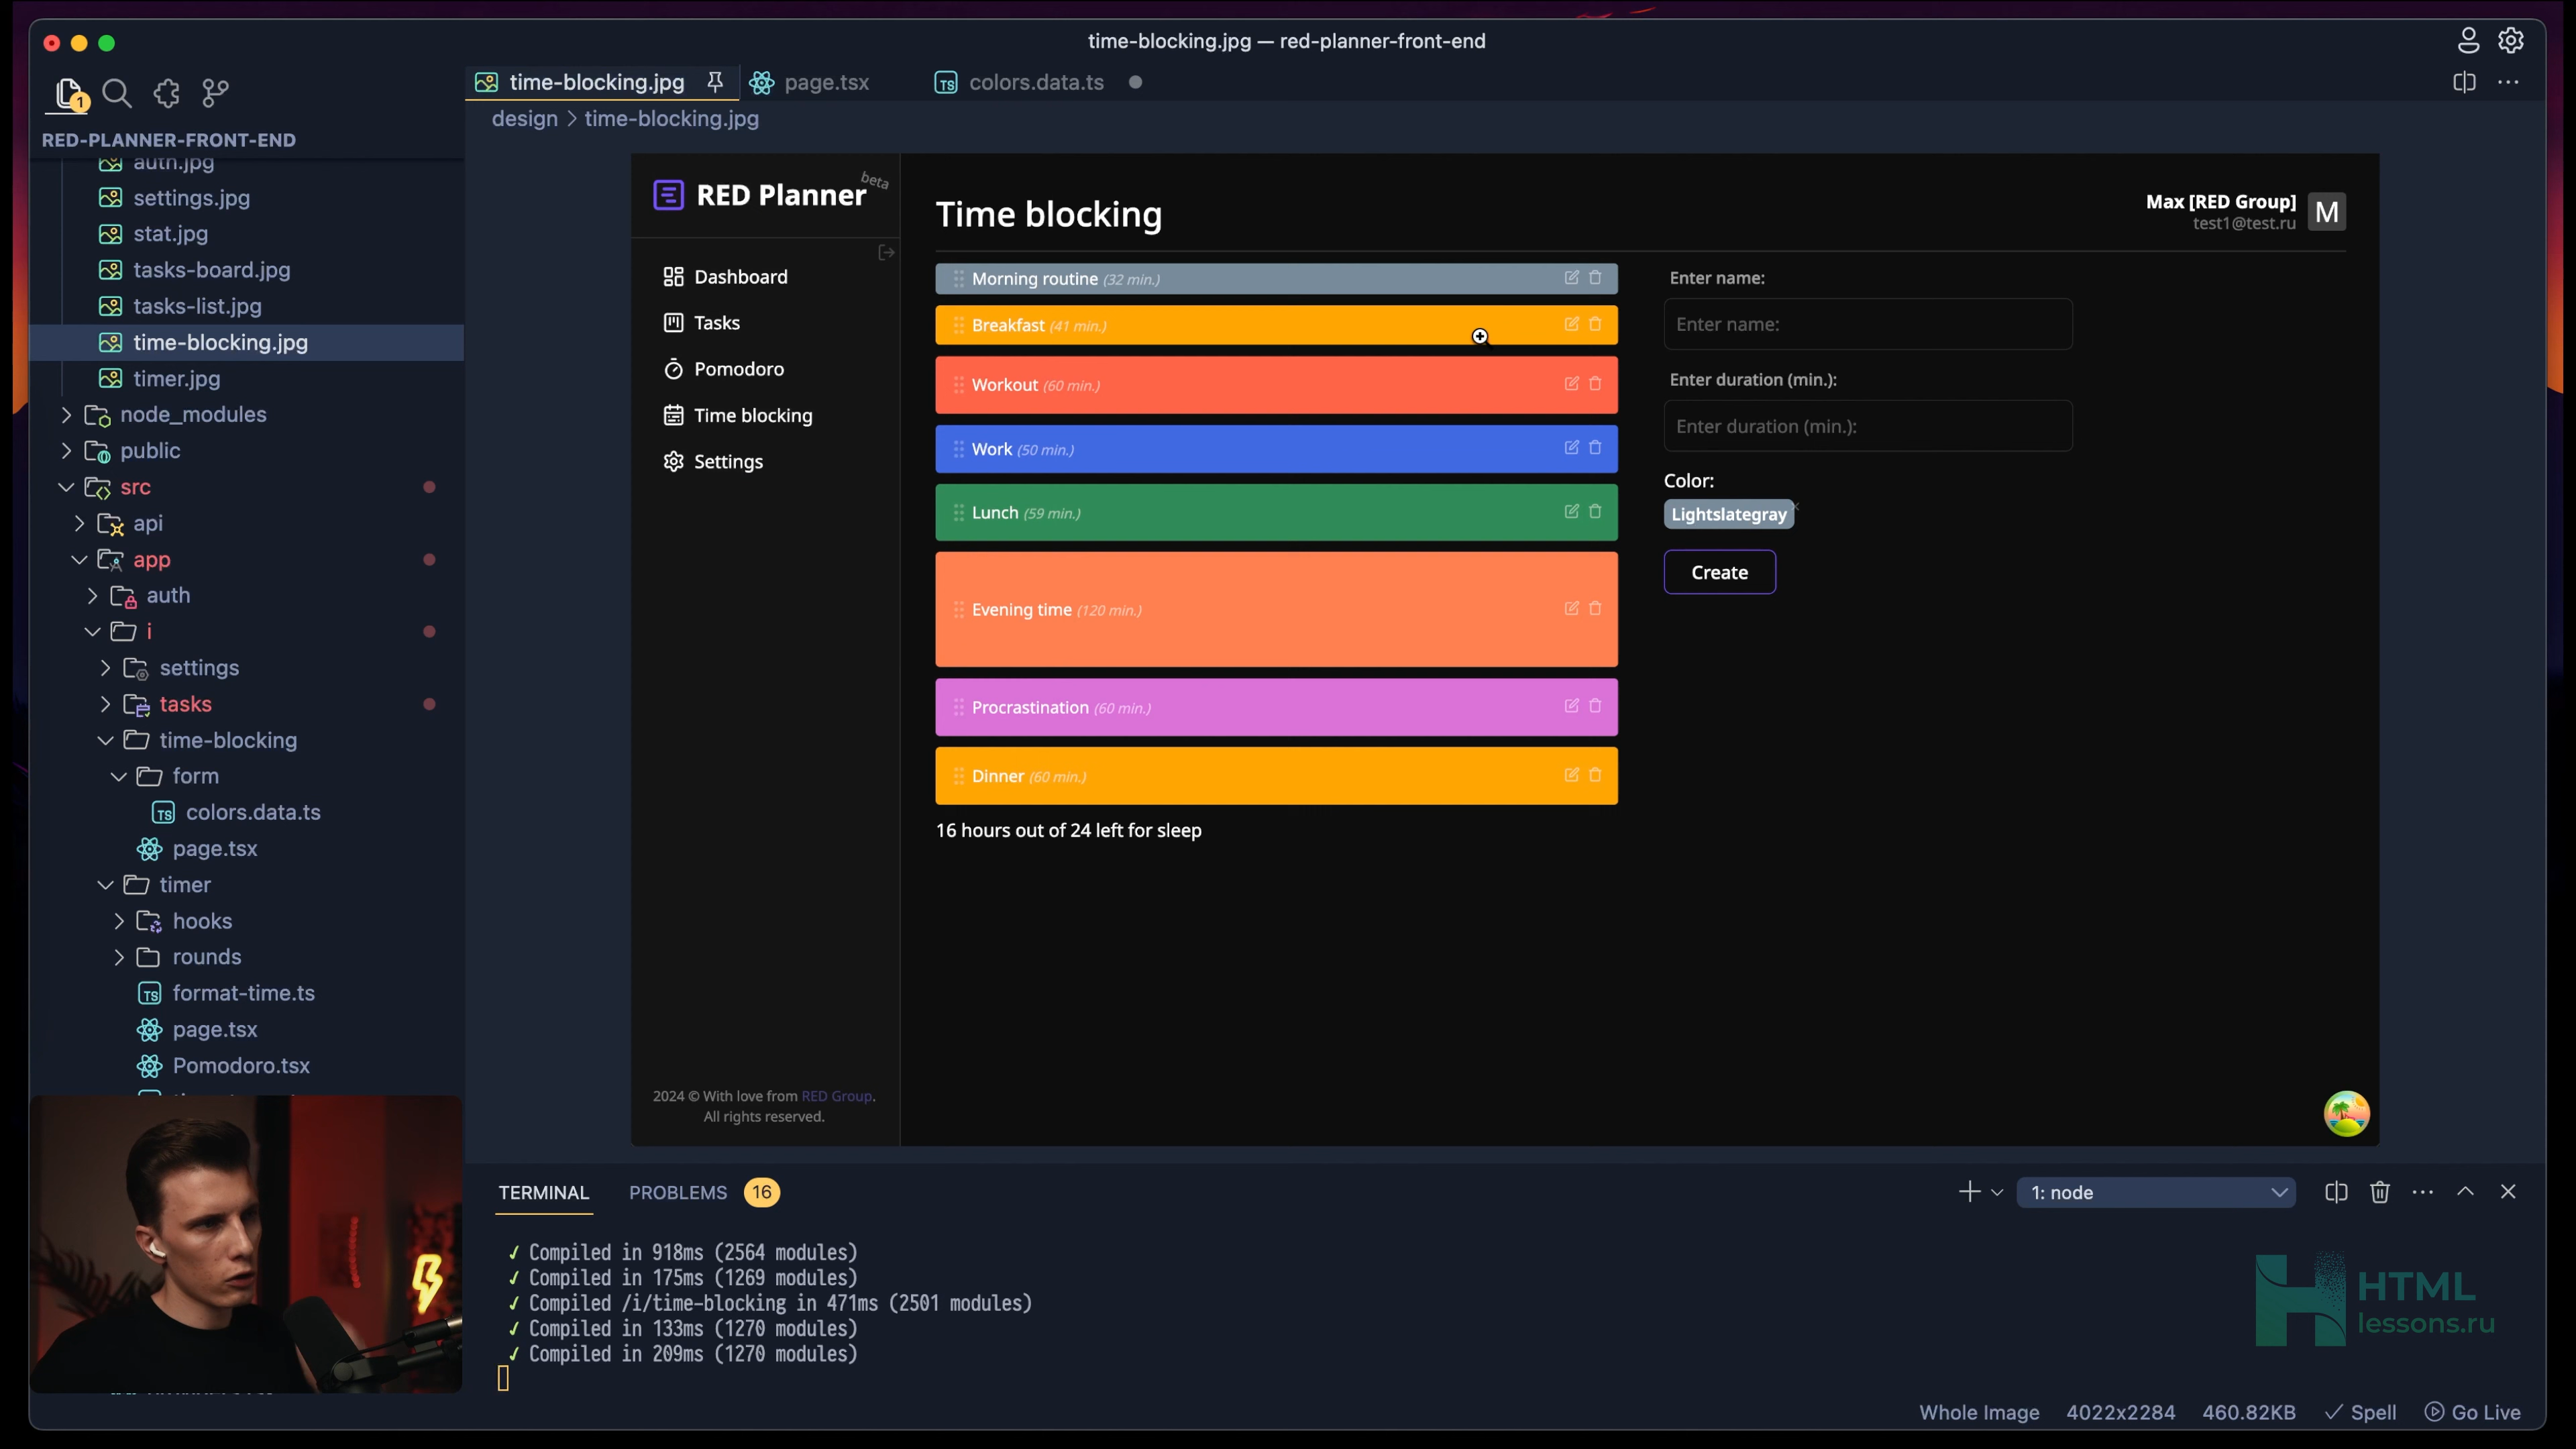 time-blocking.jpg — red-planner-front-end
1
time-blocking.jpg
page.tsx
TS colors.data.ts
design > time-blocking.jpg
RED-PLANNER-FRONT-END
auth.jpg
settings.jpg
stat.jpg
tasks-board.jpg
tasks-list.jpg
time-blocking.jpg
timer.jpg
node_modules
public
src
api
app
auth
i
settings
tasks
time-blocking
form
TS colors.data.ts
page.tsx
timer
hooks
rounds
TS format-time.ts
page.tsx
Pomodoro.tsx
RED Planner beta
Dashboard
Tasks
Pomodoro
Time blocking
Settings
2024 © With love from RED Group.
All rights reserved.
Time blocking
Max [RED Group]
test1@test.ru
M
Morning routine (32 min.)
Breakfast (41 min.)
Workout (60 min.)
Work (50 min.)
Lunch (59 min.)
Evening time (120 min.)
Procrastination (60 min.)
Dinner (60 min.)
16 hours out of 24 left for sleep
Enter name:
Enter name:
Enter duration (min.):
Enter duration (min.):
Color:
Lightslategray
Create
TERMINAL
PROBLEMS 16
1: node
✓ Compiled in 918ms (2564 modules)
✓ Compiled in 175ms (1269 modules)
✓ Compiled /i/time-blocking in 471ms (2501 modules)
✓ Compiled in 133ms (1270 modules)
✓ Compiled in 209ms (1270 modules)
HTML
lessons.ru
Whole Image
4022x2284
460.82KB
Spell
Go Live